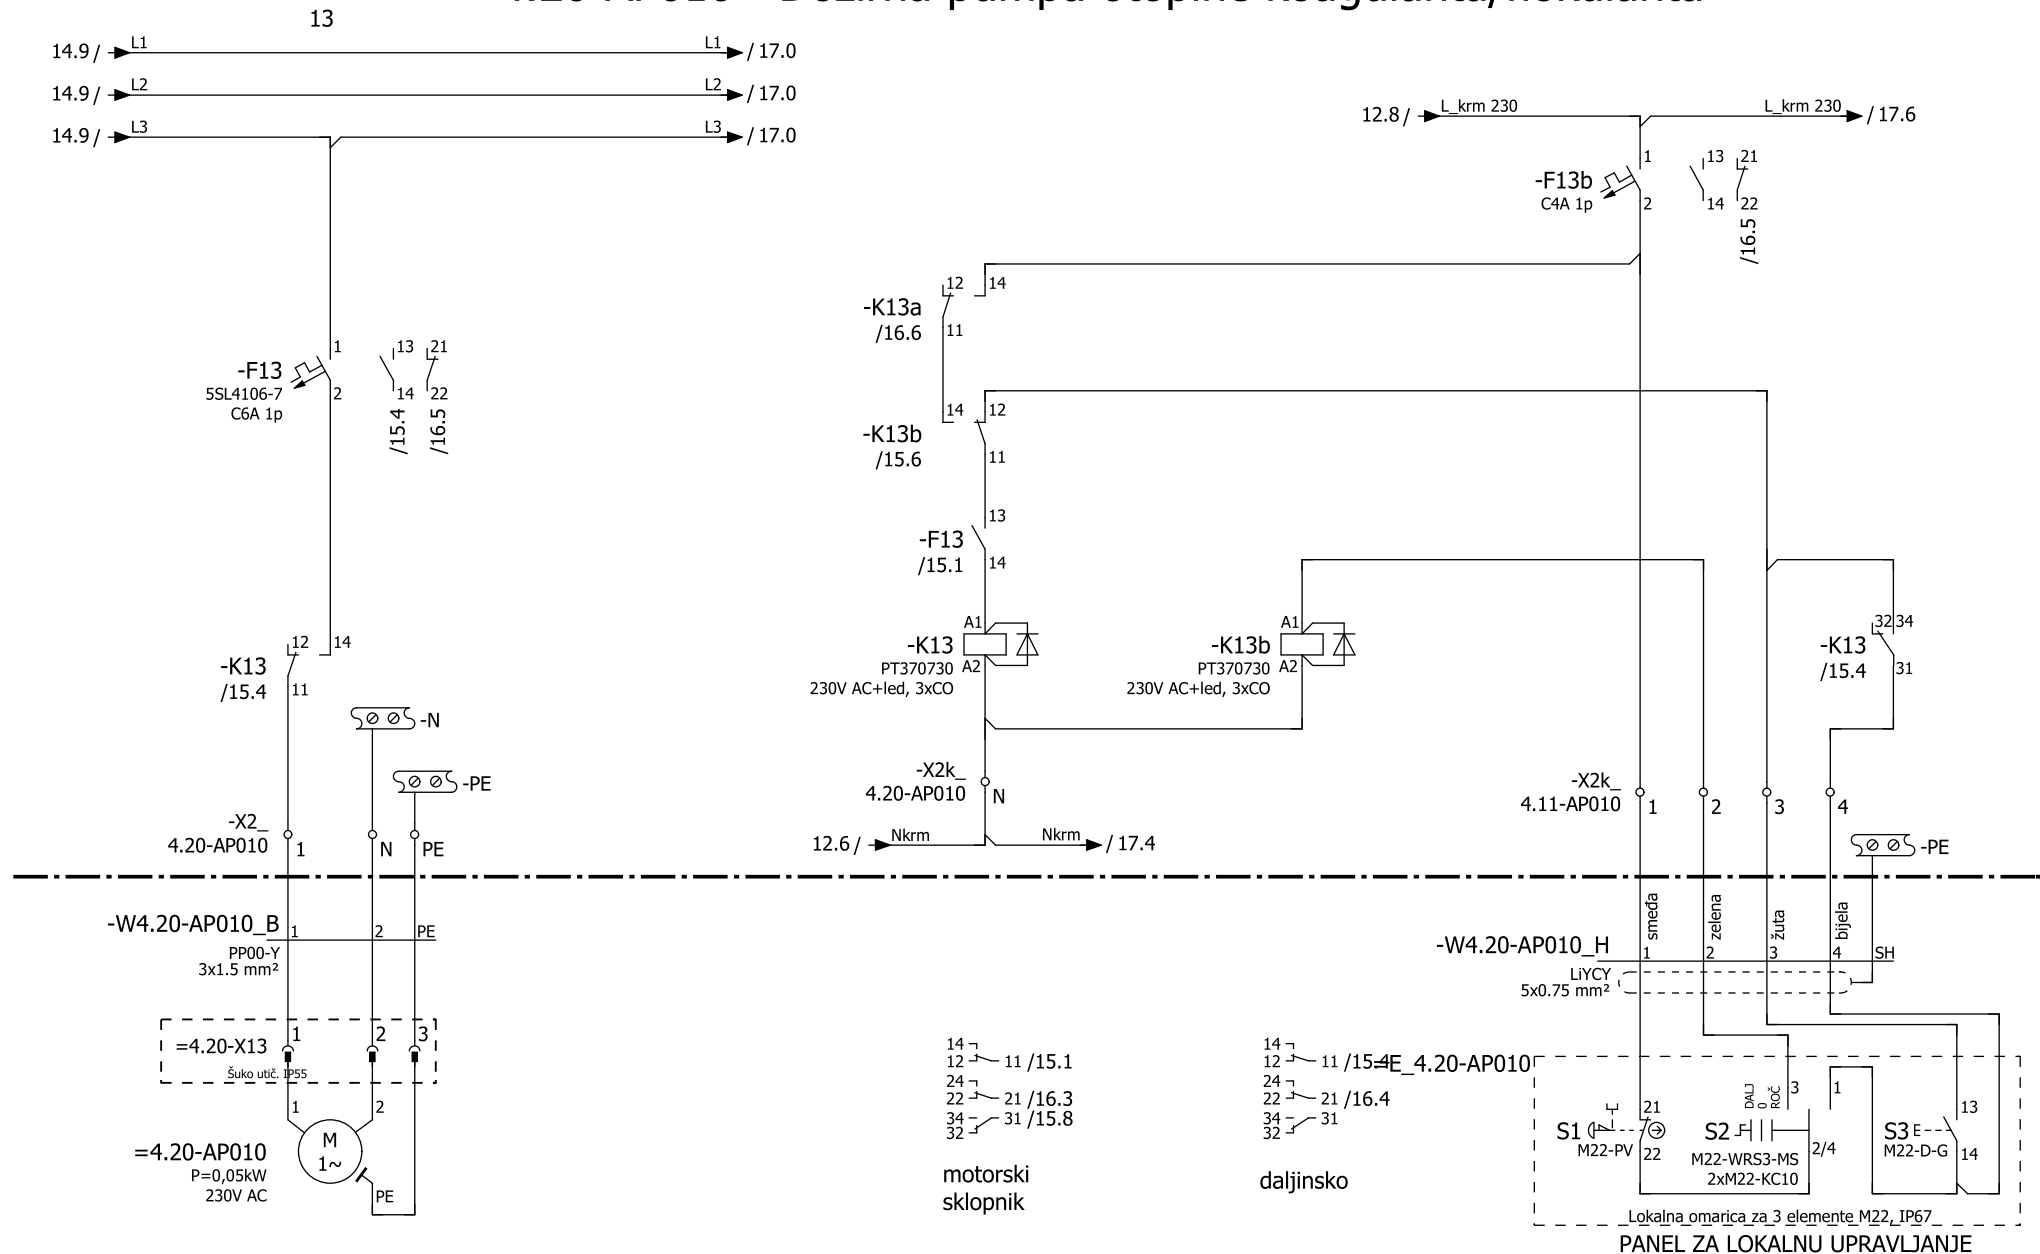 13
14.9 / L1 L1 / 17.0
14.9 / L2 L2 / 17.0
14.9 / L3 L3 / 17.0
12.8 / L_krm 230 L_krm 230 / 17.6
-F13b
C4A 1p
1
2
13
14
21
22
/16.5
-K13a
/16.6
12
14
11
-F13
5SL4106-7
C6A 1p
1
2
13
14
/15.4
21
22
/16.5
-K13b
/15.6
14
12
11
-F13
/15.1
13
14
-K13
PT370730
230V AC+led, 3xCO
A1
A2
-K13b
PT370730
230V AC+led, 3xCO
A1
A2
-K13
/15.4
32
34
31
-K13
/15.4
12
14
11
-N
-PE
-X2_
4.20-AP010
1
N
PE
-X2k_
4.20-AP010
N
12.6 / Nkrm Nkrm / 17.4
-X2k_
4.11-AP010
1
2
3
4
-PE
-W4.20-AP010_B
PP00-Y
3x1.5 mm²
1
2
PE
-W4.20-AP010_H
LiYCY
5x0.75 mm²
smeđa
zelena
žuta
bijela
1
2
3
4
SH
=4.20-X13
Šuko utič. IP55
1
2
3
1
2
M
1~
PE
=4.20-AP010
P=0,05kW
230V AC
14
12 11 /15.1
24
22 21 /16.3
34
32 31 /15.8
motorski
sklopnik
14
12 11 /15.4
24
22 21 /16.4
34
32 31
daljinsko
=E_4.20-AP010
S1
M22-PV
21
22
DALJ
0
ROČ
3
1
S2
2/4
M22-WRS3-MS
2xM22-KC10
S3
M22-D-G
13
14
Lokalna omarica za 3 elemente M22, IP67
PANEL ZA LOKALNU UPRAVLJANJE